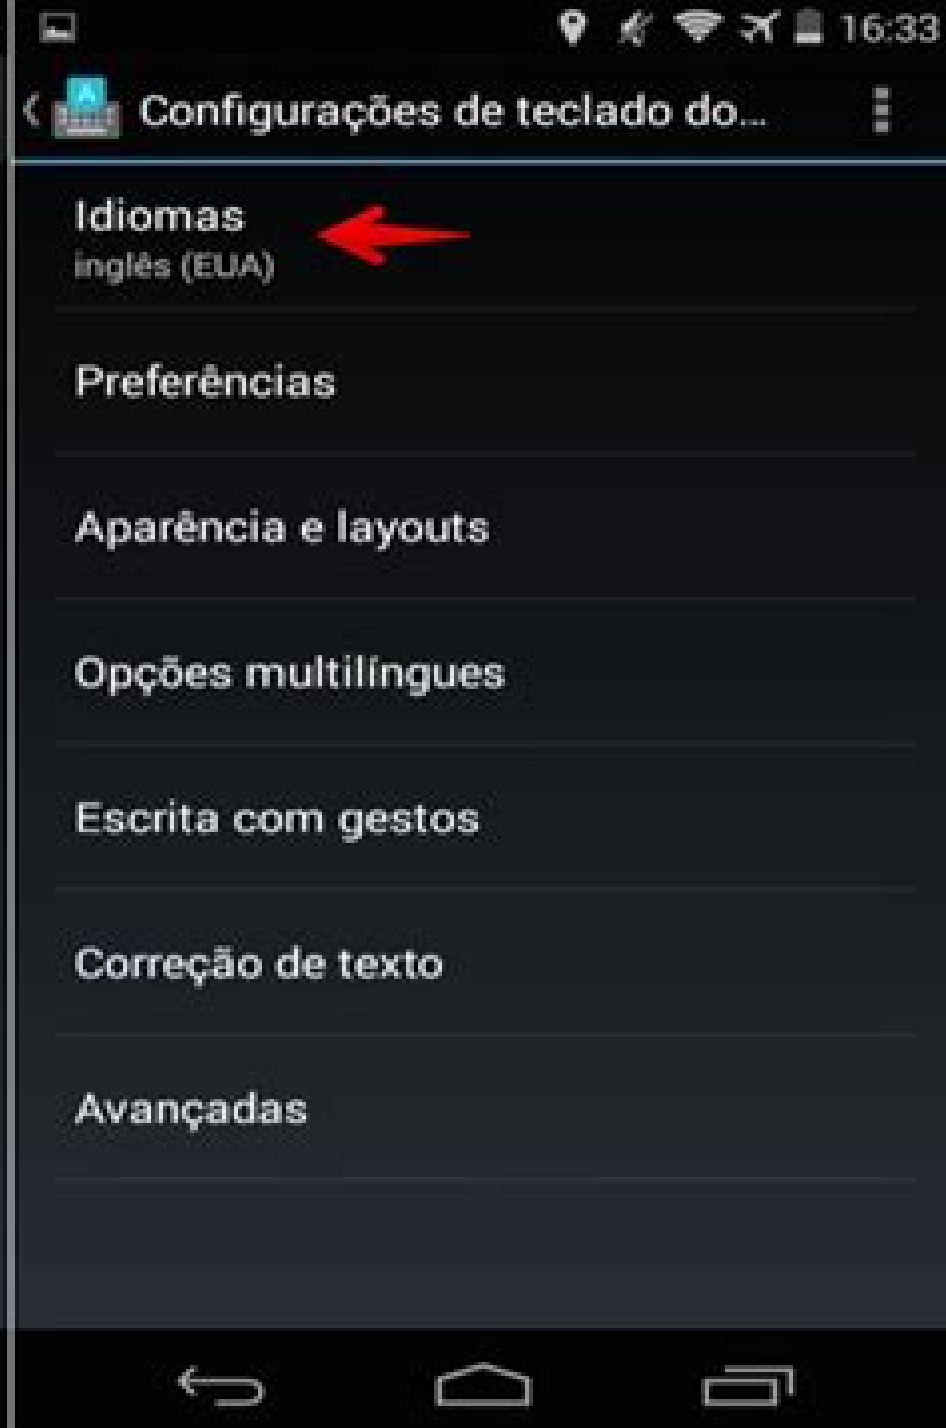 16:33
A
Configurações de teclado do...
Idiomas
inglês (EUA)
Preferências
Aparência e layouts
Opções multilíngues
Escrita com gestos
Correção de texto
Avançadas